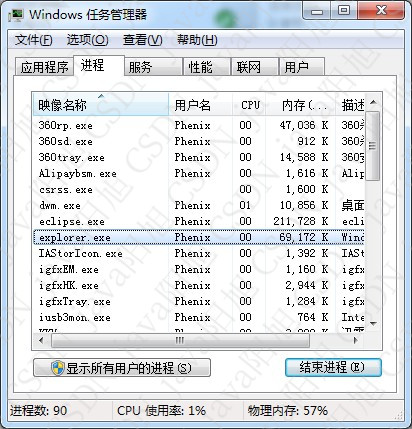 Windows 任务管理器
文件(F) 选项(O) 查看(V) 帮助(H)
应用程序 进程 服务 性能 联网 用户
映像名称 用户名 CPU 内存(... 描述
360rp.exe Phenix 00 47,036 K 360
360sd.exe Phenix 00 912 K 360
360tray.exe Phenix 00 14,588 K 360
Alipaybsm.exe Phenix 00 1,616 K Alip
csrss.exe 00 1,600 K
dwm.exe Phenix 01 10,856 K 桌面
eclipse.exe Phenix 00 211,728 K ecli
explorer.exe Phenix 00 69,172 K Wind
IAStorIcon.exe Phenix 00 1,392 K IAS
igfxEM.exe Phenix 00 1,160 K igfx
igfxHK.exe Phenix 00 2,944 K igfx
igfxTray.exe Phenix 00 1,284 K igfx
iusb3mon.exe Phenix 00 764 K Inte
显示所有用户的进程(S) 结束进程(E)
进程数: 90 CPU 使用率: 1% 物理内存: 57%